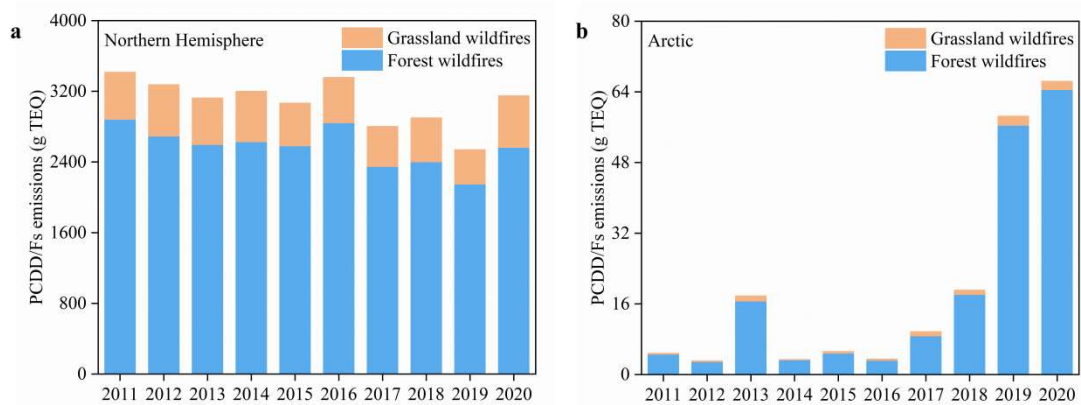 a
Northern Hemisphere
Grassland wildfires
Forest wildfires
PCDD/Fs emissions (g TEQ)
4000
3200
2400
1600
800
0
2011 2012 2013 2014 2015 2016 2017 2018 2019 2020
b
Arctic
Grassland wildfires
Forest wildfires
PCDD/Fs emissions (g TEQ)
80
64
48
32
16
0
2011 2012 2013 2014 2015 2016 2017 2018 2019 2020